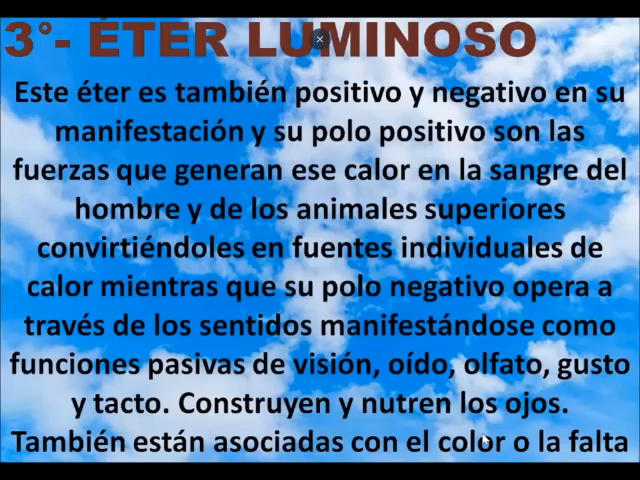 3°- ÉTER LUMINOSO
Este éter es también positivo y negativo en su
manifestación y su polo positivo son las
fuerzas que generan ese calor en la sangre del
hombre y de los animales superiores
convirtiéndoles en fuentes individuales de
calor mientras que su polo negativo opera a
través de los sentidos manifestándose como
funciones pasivas de visión, oído, olfato, gusto
y tacto. Construyen y nutren los ojos.
También están asociadas con el color o la falta